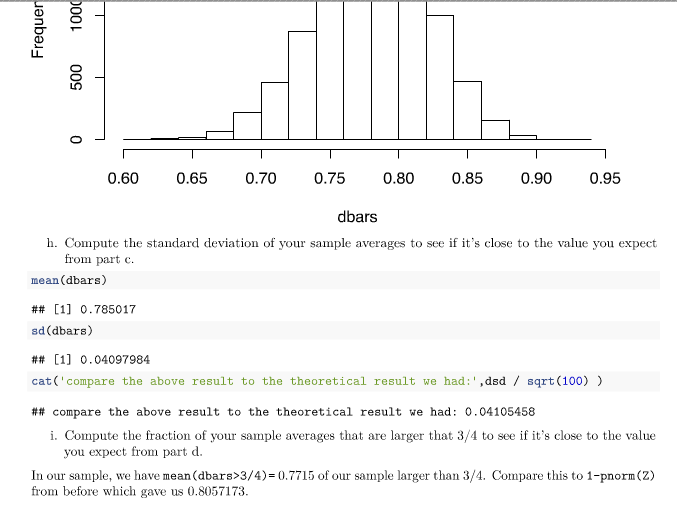 Frequen
1000
500
0
0.60 0.65 0.70 0.75 0.80 0.85 0.90 0.95
dbars
h. Compute the standard deviation of your sample averages to see if it's close to the value you expect
from part c.
mean(dbars)
## [1] 0.785017
sd(dbars)
## [1] 0.04097984
cat('compare the above result to the theoretical result we had:',dsd / sqrt(100) )
## compare the above result to the theoretical result we had: 0.04105458
i. Compute the fraction of your sample averages that are larger that 3/4 to see if it's close to the value
you expect from part d.
In our sample, we have mean(dbars>3/4)= 0.7715 of our sample larger than 3/4. Compare this to 1-pnorm(Z)
from before which gave us 0.8057173.